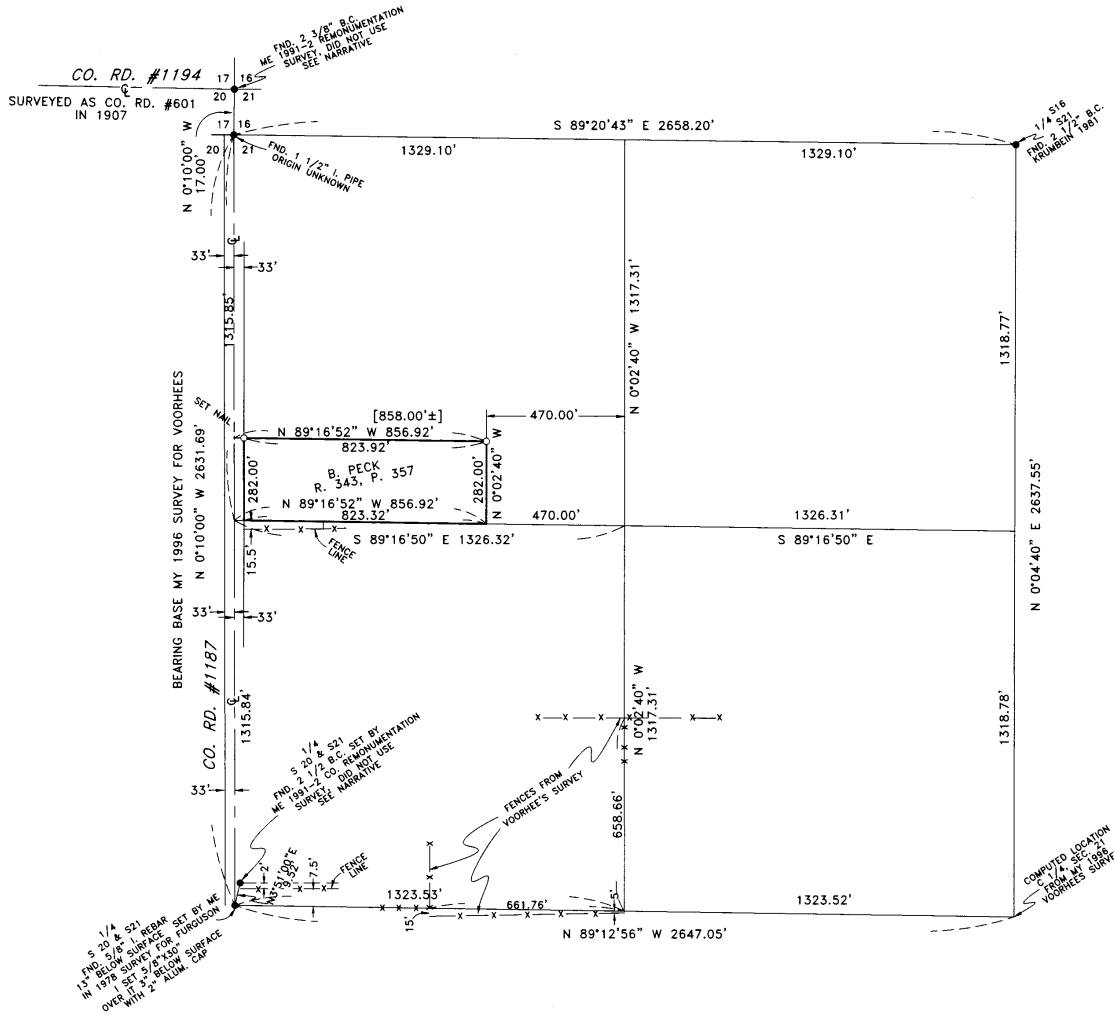 FND. 2 3/8" B.C.
ME 1991-2 REMONUMENTATION
SURVEY, DID NOT USE
SEE NARRATIVE
CO. RD. #1194
17 16
20 21
SURVEYED AS CO. RD. #601
IN 1907
17 16
20 21
N 0°10'00" W
17.00'
FND. 1 1/2" I. PIPE
ORIGIN UNKNOWN
S 89°20'43" E 2658.20'
1329.10'
1329.10'
1/4 S16
S21
FND. 2 1/2" B.C.
KRUMBEIN 1981
33'
33'
1315.85'
N 0°02'40" W 1317.31'
1318.77'
BEARING BASE MY 1996 SURVEY FOR VOORHEES
N 0°10'00" W 2631.69'
SET NAIL
[858.00'±]
470.00'
N 89°16'52" W 856.92'
823.92'
B. PECK
R. 343, P. 357
282.00'
282.00'
N 0°02'40" W
N 89°16'52" W 856.92'
823.32'
470.00'
1326.31'
S 89°16'50" E 1326.32'
S 89°16'50" E
15.5'
FENCE
LINE
N 0°04'40" E 2637.55'
33'
33'
CO. RD. #1187
1315.84'
N 0°02'40" W
1317.31'
1318.78'
1/4
S 20 & S21
FND. 2 1/2 B.C. SET BY
ME 1991-2 CO. REMONUMENTATION
SURVEY, DID NOT USE
SEE NARRATIVE
33'
FENCES FROM
VOORHEE'S SURVEY
658.66'
2'
7.5'
FENCE
LINE
N3°51'00"E
9.52'
1323.53'
661.76'
15'
1323.52'
N 89°12'56" W 2647.05'
COMPUTED LOCATION
C 1/4, SEC. 21
FROM MY 1996
VOORHEES SURVE
1/4
S 20 & S21
FND. 5/8" I. REBAR
13" BELOW SURFACE SET BY ME
IN 1978 SURVEY FOR FURGUSON
I SET 5/8"X30"
OVER IT 3" BELOW SURFACE
WITH 2" ALUM. CAP